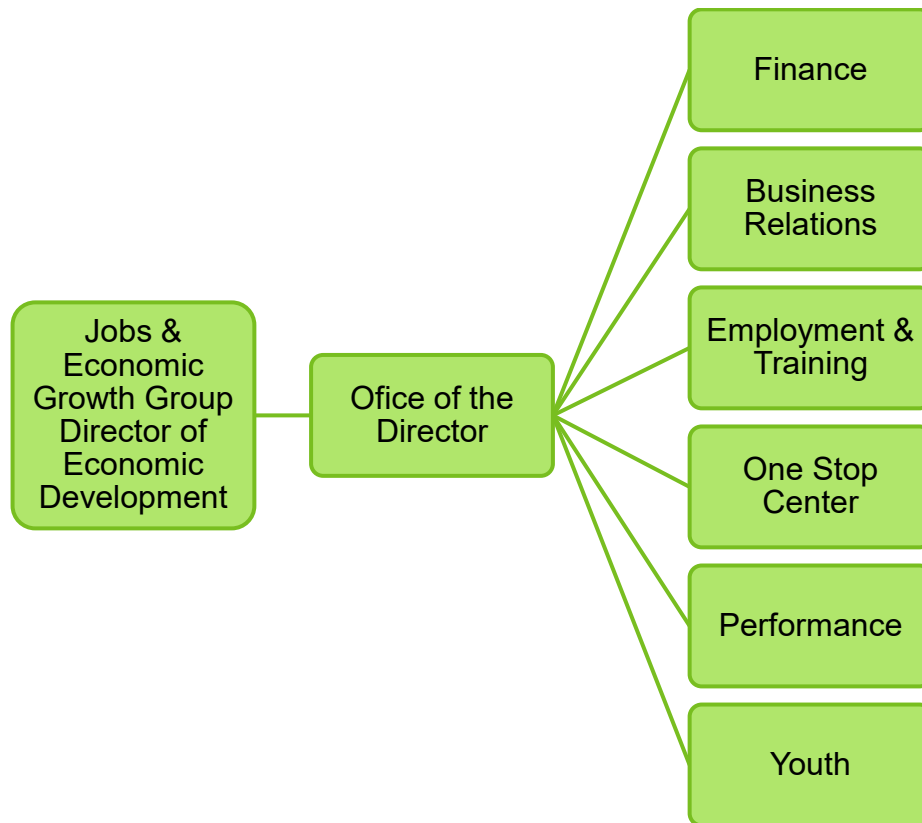 Jobs &
Economic
Growth Group
Director of
Economic
Development
Ofice of the
Director
Finance
Business
Relations
Employment &
Training
One Stop
Center
Performance
Youth